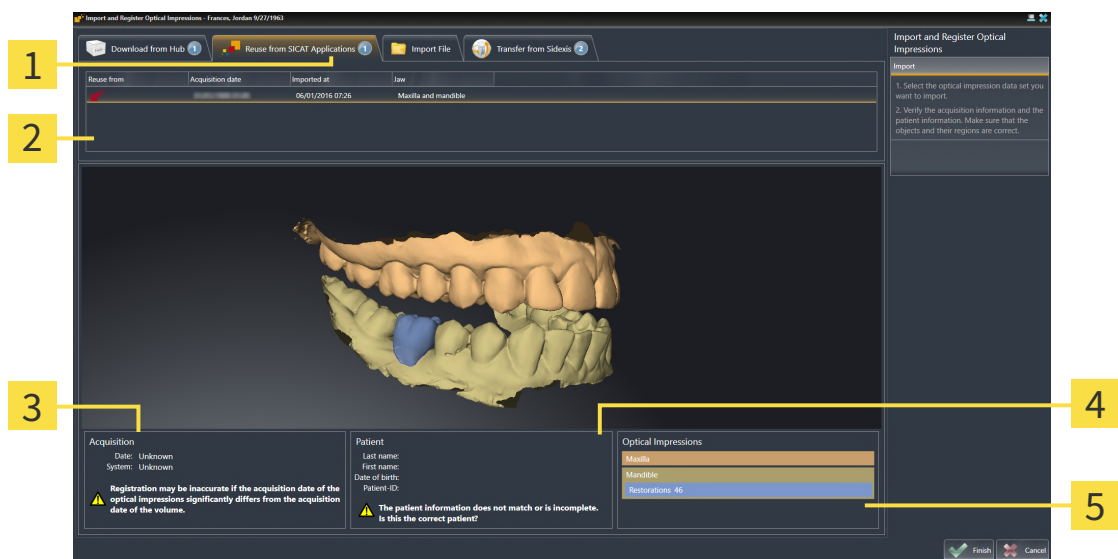 Import and Register Optical Impressions - Frances, Jordan 9/27/1963
Download from Hub 1
Reuse from SICAT Applications 1
Import File
Transfer from Sidexis 2
Import and Register Optical
Impressions
Import
1. Select the optical impression data set you
want to import.
2. Verify the acquisition information and the
patient information. Make sure that the
objects and their regions are correct.
1
Reuse from Acquisition date Imported at Jaw
06/01/2016 07:26 Maxilla and mandible
2
3
4
Acquisition
Date: Unknown
System: Unknown
Registration may be inaccurate if the acquisition date of the
optical impressions significantly differs from the acquisition
date of the volume.
Patient
Last name:
First name:
Date of birth:
Patient-ID:
The patient information does not match or is incomplete.
Is this the correct patient?
Optical Impressions
Maxilla
Mandible
Restorations 46
5
Finish
Cancel